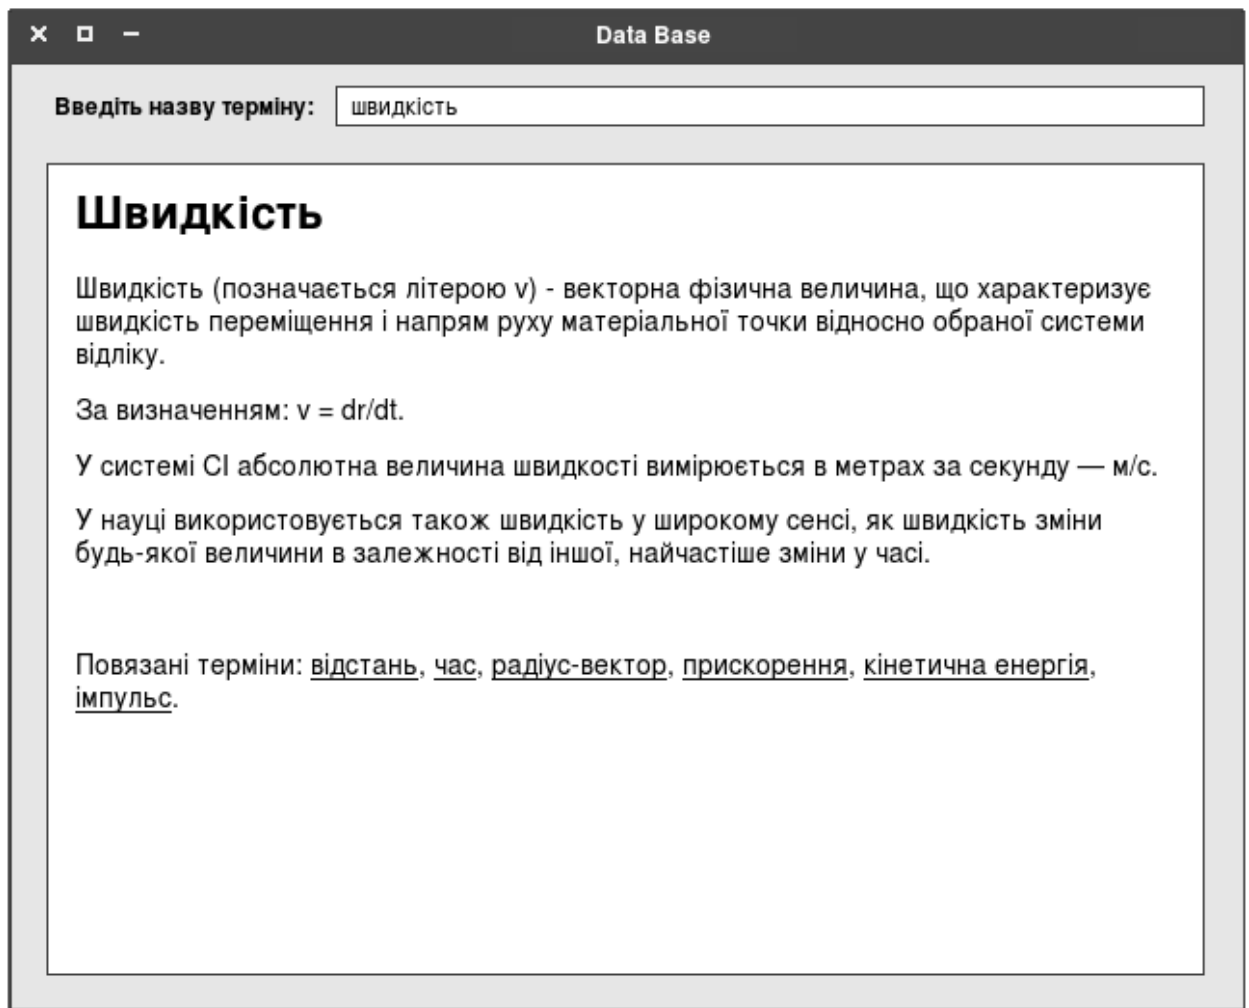 Data Base
Введіть назву терміну: швидкість
Швидкість
Швидкість (позначається літерою v) - векторна фізична величина, що характеризує
швидкість переміщення і напрям руху матеріальної точки відносно обраної системи
відліку.
За визначенням: v = dr/dt.
У системі СІ абсолютна величина швидкості вимірюється в метрах за секунду — м/с.
У науці використовується також швидкість у широкому сенсі, як швидкість зміни
будь-якої величини в залежності від іншої, найчастіше зміни у часі.
Повязані терміни: відстань, час, радіус-вектор, прискорення, кінетична енергія,
імпульс.